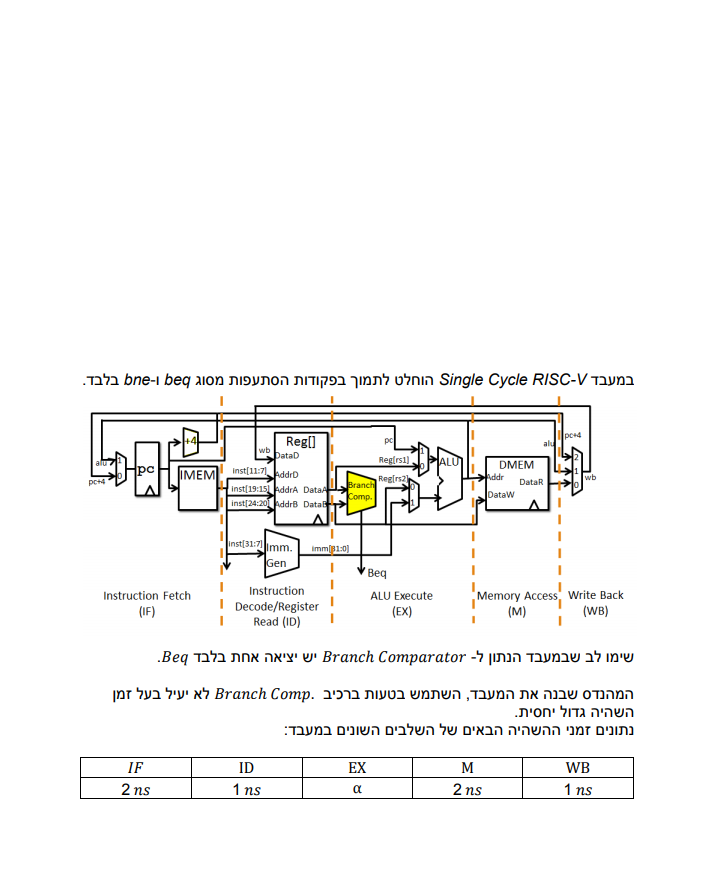 במעבד Single Cycle RISC-V הוחלט לתמוך בפקודות הסתעפות מסוג beq ו-bne בלבד.
+4
Reg[]
pc
alu
pc+4
wb
DataD
Reg[rs1]
ALU
DMEM
alu
1
pc
0
pc+4
IMEM
inst[11:7]
AddrD
inst[19:15]
AddrA DataA
inst[24:20]
AddrB DataB
Branch
Comp.
Reg[rs2]
1
0
0
1
Addr
DataR
DataW
2
1
0
wb
inst[31:7]
Imm.
Gen
imm[31:0]
Beq
Instruction Fetch
(IF)
Instruction
Decode/Register
Read (ID)
ALU Execute
(EX)
Memory Access
(M)
Write Back
(WB)
שימו לב שבמעבד הנתון ל- Branch Comparator יש יציאה אחת בלבד Beq.
המהנדס שבנה את המעבד, השתמש בטעות ברכיב Branch Comp. לא יעיל בעל זמן
השהיה גדול יחסית.
נתונים זמני ההשהיה הבאים של השלבים השונים במעבד:
IF ID EX M WB
2 ns 1 ns α 2 ns 1 ns